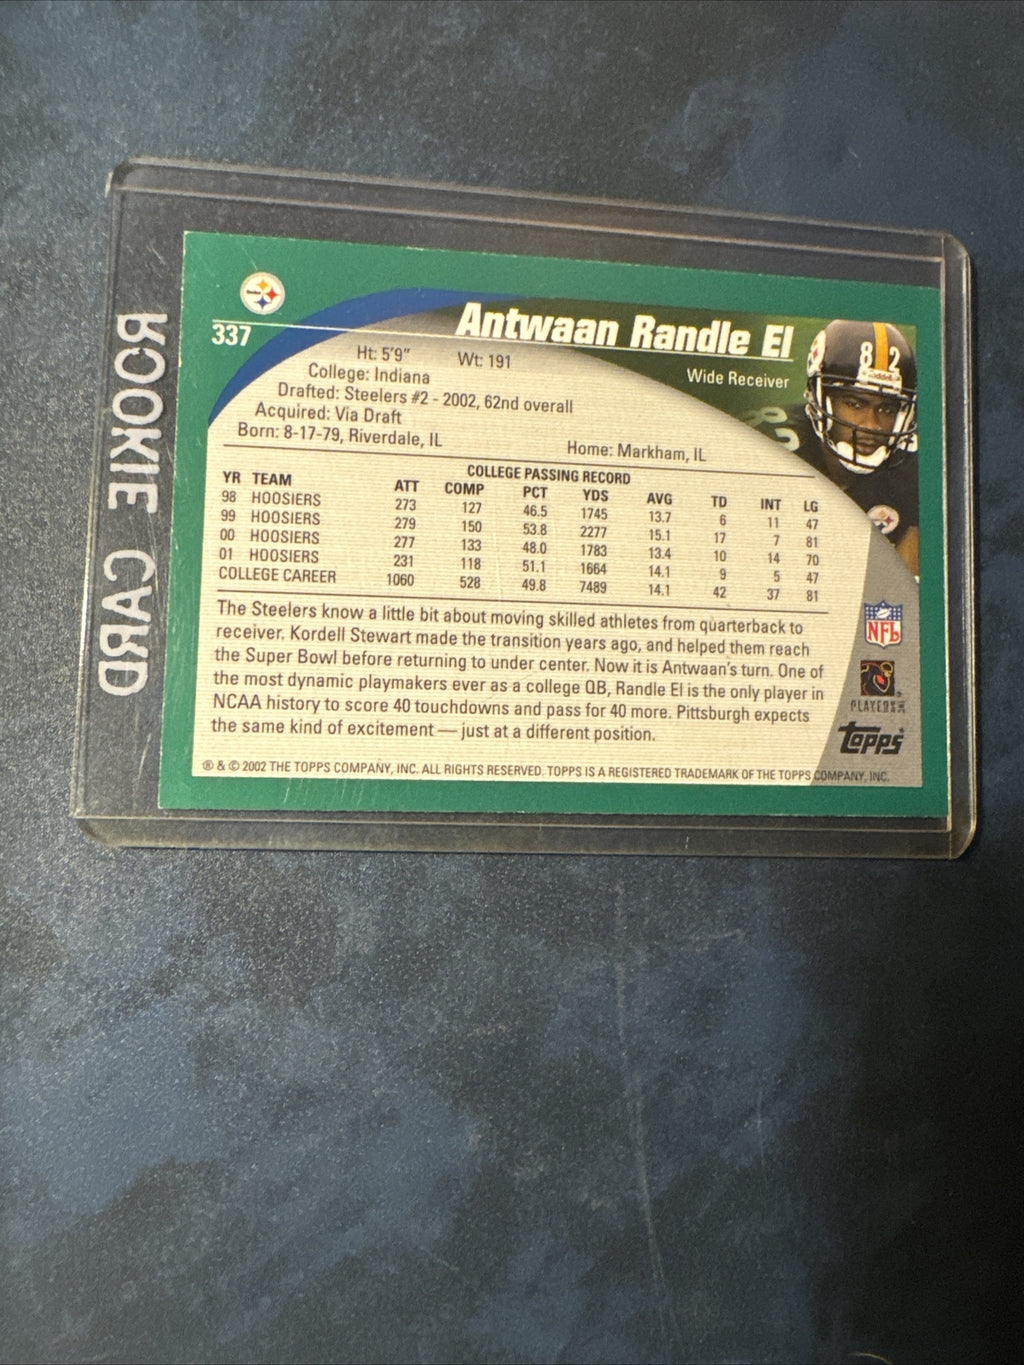 ROOKIE CARD
337
Antwaan Randle El
Wide Receiver
82
Ht: 5'9" Wt: 191
College: Indiana
Drafted: Steelers #2 - 2002, 62nd overall
Acquired: Via Draft
Born: 8-17-79, Riverdale, IL Home: Markham, IL
COLLEGE PASSING RECORD
YR TEAM ATT COMP PCT YDS AVG TD INT LG
98 HOOSIERS 273 127 46.5 1745 13.7 6 11 47
99 HOOSIERS 279 150 53.8 2277 15.1 17 7 81
00 HOOSIERS 277 133 48.0 1783 13.4 10 14 70
01 HOOSIERS 231 118 51.1 1664 14.1 9 5 47
COLLEGE CAREER 1060 528 49.8 7489 14.1 42 37 81
The Steelers know a little bit about moving skilled athletes from quarterback to
receiver. Kordell Stewart made the transition years ago, and helped them reach
the Super Bowl before returning to under center. Now it is Antwaan's turn. One of
the most dynamic playmakers ever as a college QB, Randle El is the only player in
NCAA history to score 40 touchdowns and pass for 40 more. Pittsburgh expects
the same kind of excitement — just at a different position.
NFL
PLAYERS INC
Topps
® & © 2002 THE TOPPS COMPANY, INC. ALL RIGHTS RESERVED. TOPPS IS A REGISTERED TRADEMARK OF THE TOPPS COMPANY, INC.